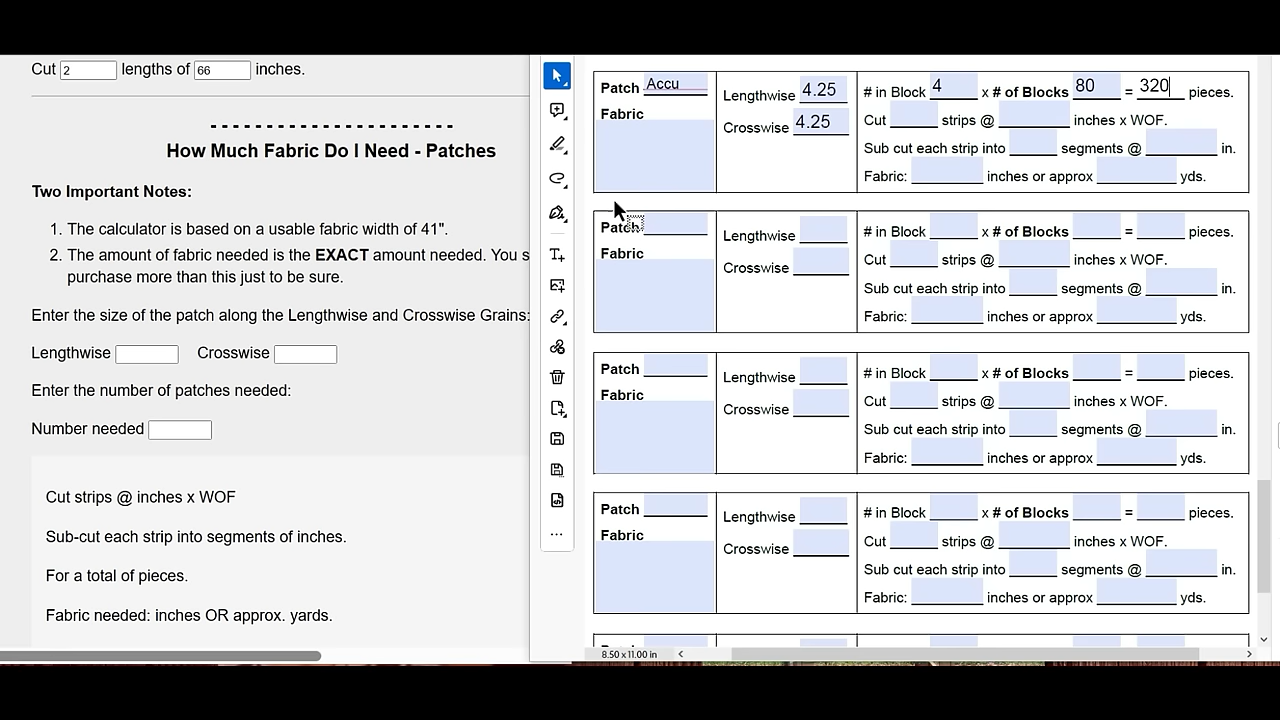 Cut 2 lengths of 66 inches.
- - - - - - - - - - - - - - - - - - - - - -
How Much Fabric Do I Need - Patches
Two Important Notes:
1. The calculator is based on a usable fabric width of 41".
2. The amount of fabric needed is the EXACT amount needed. You s
purchase more than this just to be sure.
Enter the size of the patch along the Lengthwise and Crosswise Grains:
Lengthwise Crosswise
Enter the number of patches needed:
Number needed
Cut strips @ inches x WOF
Sub-cut each strip into segments of inches.
For a total of pieces.
Fabric needed: inches OR approx. yards.
Patch Accu
Fabric
Lengthwise 4.25
Crosswise 4.25
# in Block 4 x # of Blocks 80 = 320 pieces.
Cut strips @ inches x WOF.
Sub cut each strip into segments @ in.
Fabric: inches or approx yds.
Patch
Fabric
Lengthwise
Crosswise
# in Block x # of Blocks = pieces.
Cut strips @ inches x WOF.
Sub cut each strip into segments @ in.
Fabric: inches or approx yds.
Patch
Fabric
Lengthwise
Crosswise
# in Block x # of Blocks = pieces.
Cut strips @ inches x WOF.
Sub cut each strip into segments @ in.
Fabric: inches or approx yds.
Patch
Fabric
Lengthwise
Crosswise
# in Block x # of Blocks = pieces.
Cut strips @ inches x WOF.
Sub cut each strip into segments @ in.
Fabric: inches or approx yds.
8.50 x 11.00 in